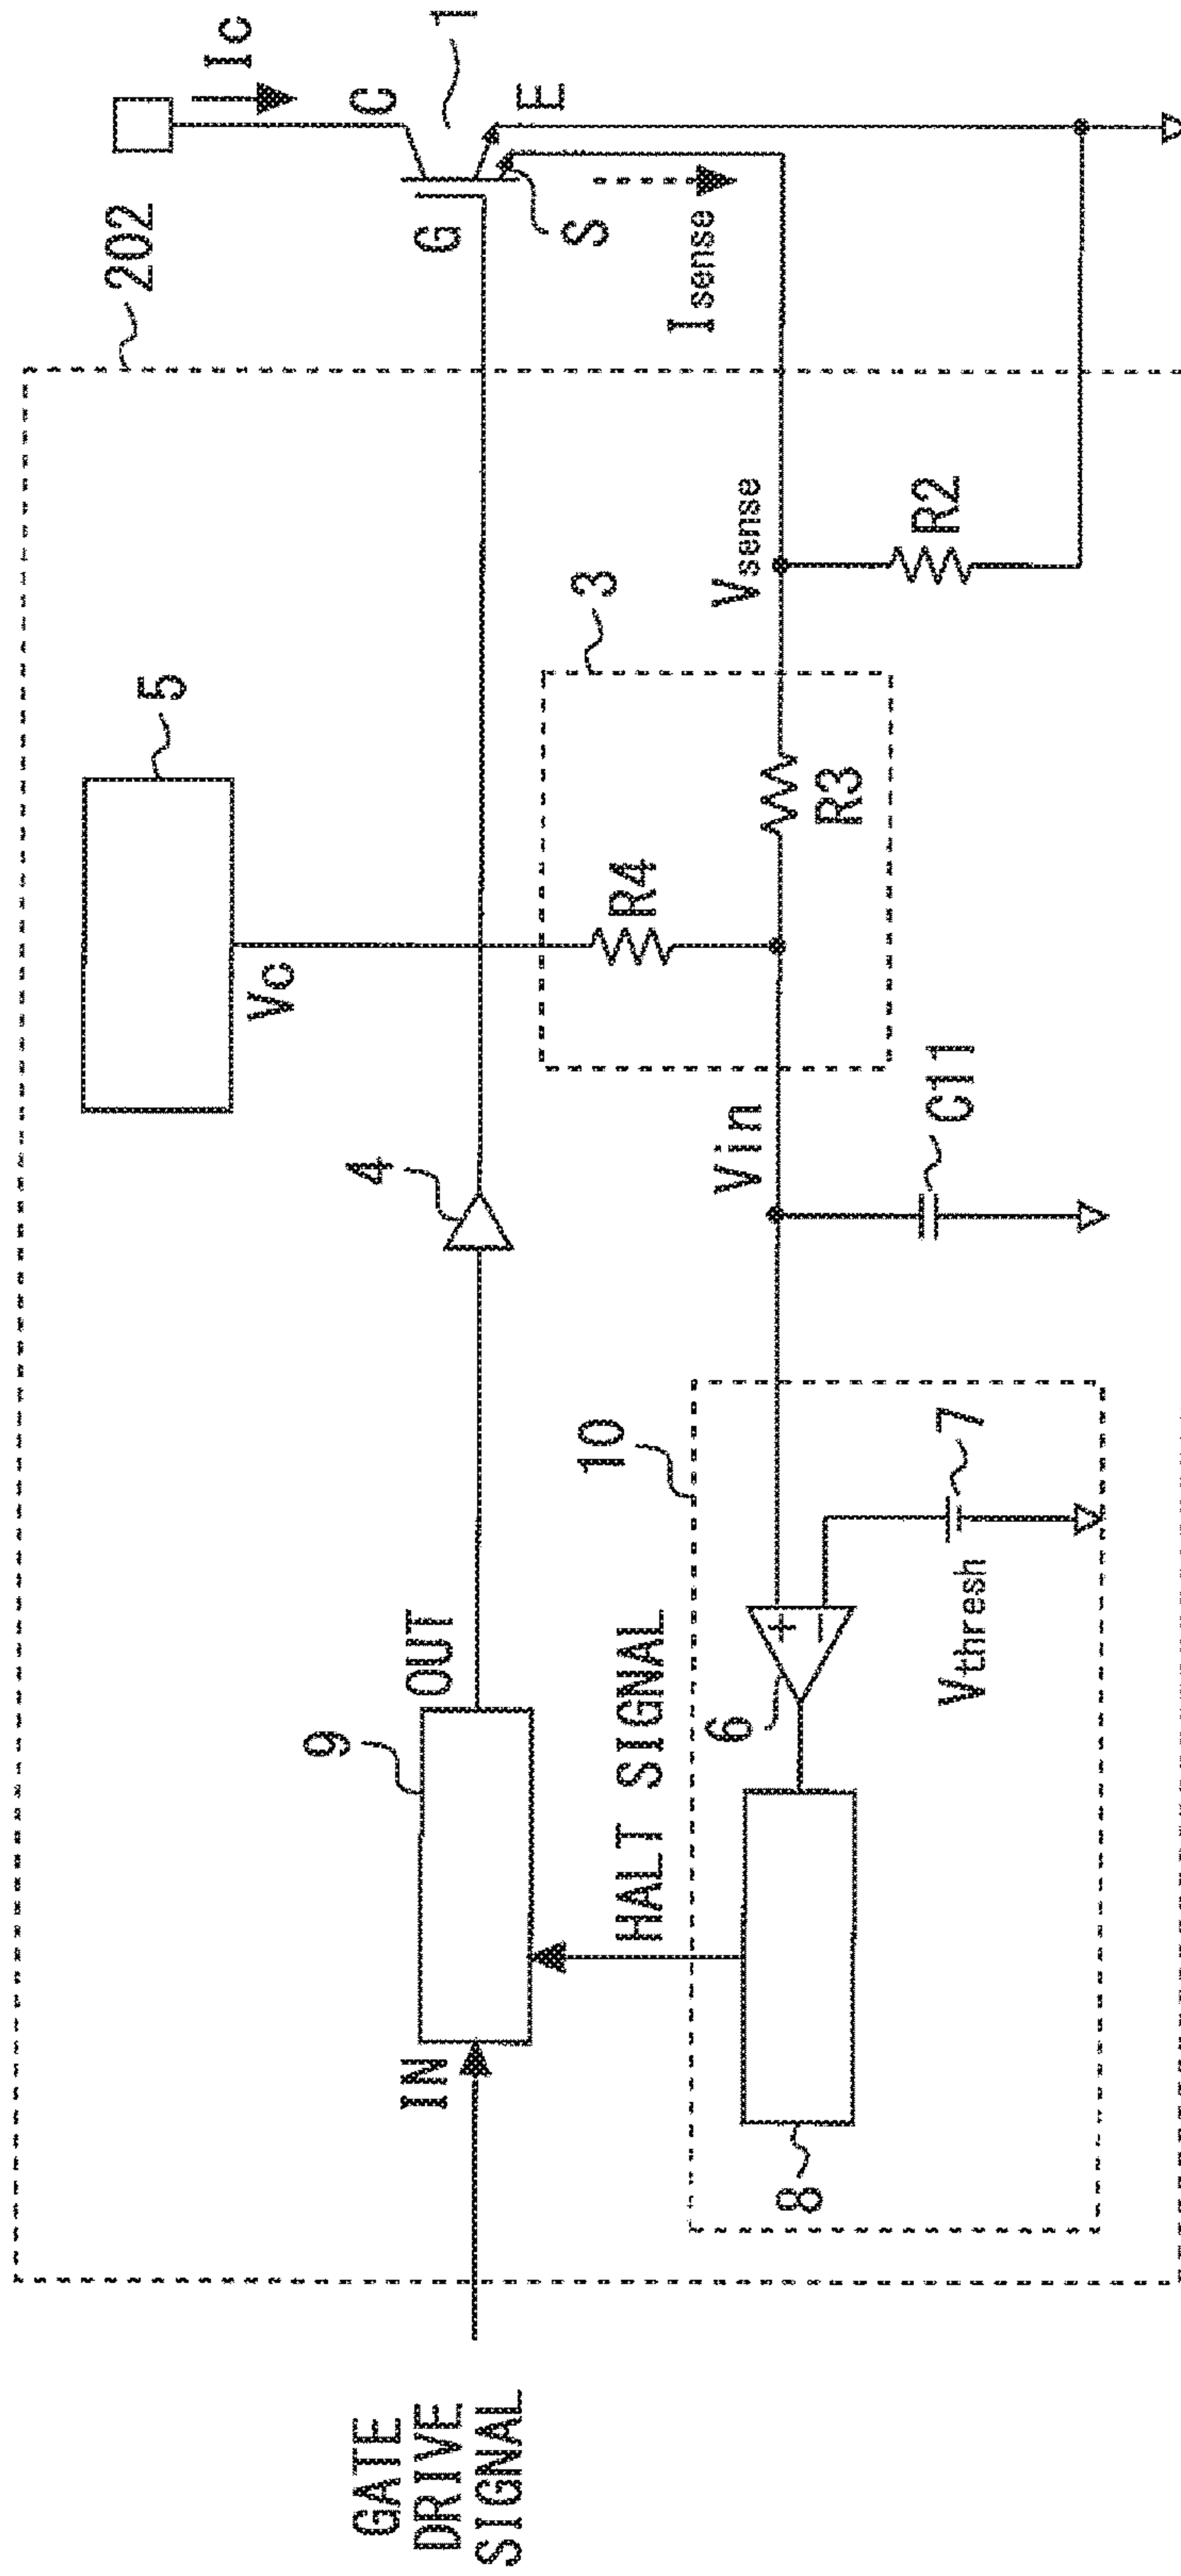 202
Ic
C
1
G
E
S
Isense
5
Vc
4
3
R4
R3
Vsense
R2
9
OUT
IN
GATE
DRIVE
SIGNAL
HALT SIGNAL
10
Vin
C11
6
+
−
7
Vthresh
8